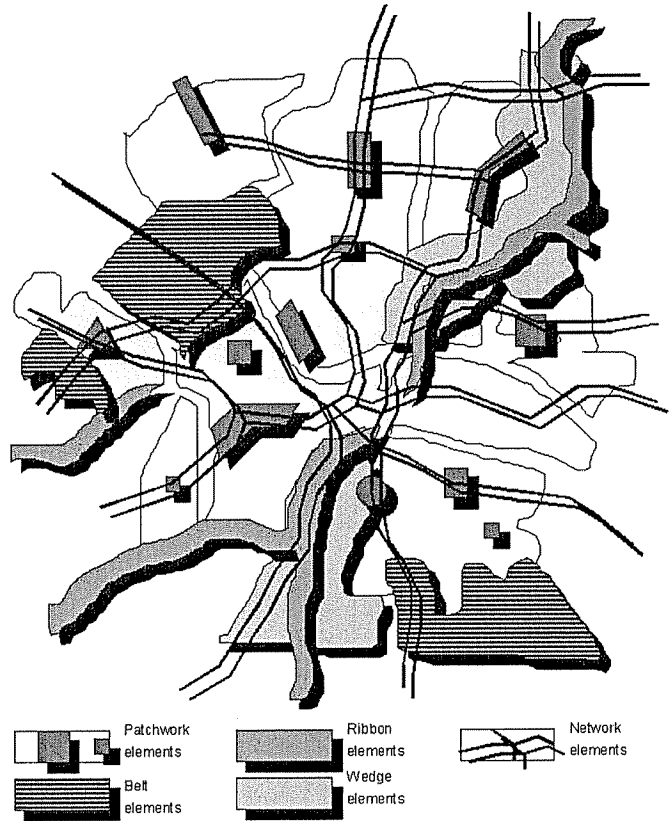 Patchwork
elements
Belt
elements
Ribbon
elements
Wedge
elements
Network
elements